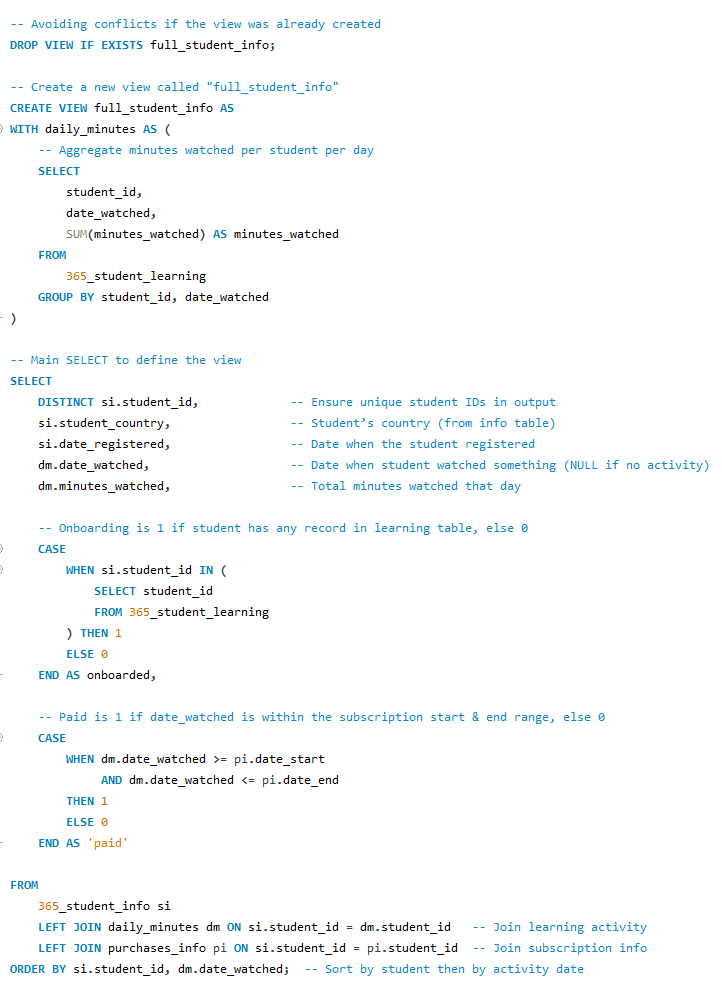 -- Avoiding conflicts if the view was already created
DROP VIEW IF EXISTS full_student_info;
-- Create a new view called "full_student_info"
CREATE VIEW full_student_info AS
WITH daily_minutes AS (
-- Aggregate minutes watched per student per day
SELECT
student_id,
date_watched,
SUM(minutes_watched) AS minutes_watched
FROM
365_student_learning
GROUP BY student_id, date_watched
)
-- Main SELECT to define the view
SELECT
DISTINCT si.student_id, -- Ensure unique student IDs in output
si.student_country, -- Student’s country (from info table)
si.date_registered, -- Date when the student registered
dm.date_watched, -- Date when student watched something (NULL if no activity)
dm.minutes_watched, -- Total minutes watched that day
-- Onboarding is 1 if student has any record in learning table, else 0
CASE
WHEN si.student_id IN (
SELECT student_id
FROM 365_student_learning
) THEN 1
ELSE 0
END AS onboarded,
-- Paid is 1 if date_watched is within the subscription start & end range, else 0
CASE
WHEN dm.date_watched >= pi.date_start
AND dm.date_watched <= pi.date_end
THEN 1
ELSE 0
END AS 'paid'
FROM
365_student_info si
LEFT JOIN daily_minutes dm ON si.student_id = dm.student_id -- Join learning activity
LEFT JOIN purchases_info pi ON si.student_id = pi.student_id -- Join subscription info
ORDER BY si.student_id, dm.date_watched; -- Sort by student then by activity date